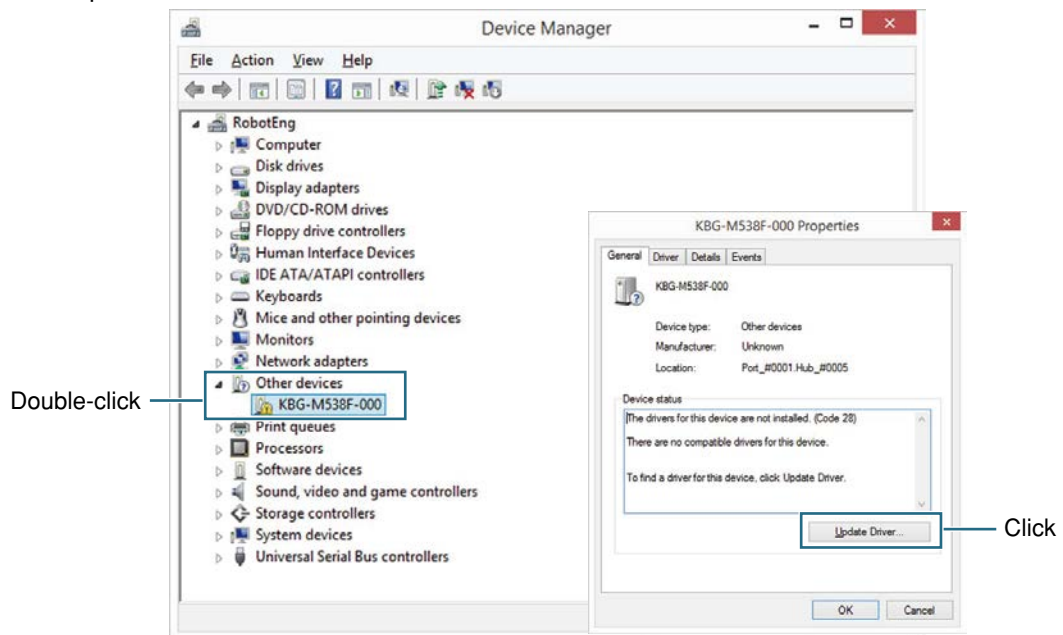 Device Manager
File Action View Help
RobotEng
Computer
Disk drives
Display adapters
DVD/CD-ROM drives
Floppy drive controllers
Human Interface Devices
IDE ATA/ATAPI controllers
Keyboards
Mice and other pointing devices
Monitors
Network adapters
Other devices
KBG-M538F-000
Print queues
Processors
Software devices
Sound, video and game controllers
Storage controllers
System devices
Universal Serial Bus controllers
Double-click
KBG-M538F-000 Properties
General Driver Details Events
KBG-M538F-000
Device type: Other devices
Manufacturer: Unknown
Location: Port_#0001.Hub_#0005
Device status
The drivers for this device are not installed. (Code 28)
There are no compatible drivers for this device.
To find a driver for this device, click Update Driver.
Update Driver...
Click
OK Cancel